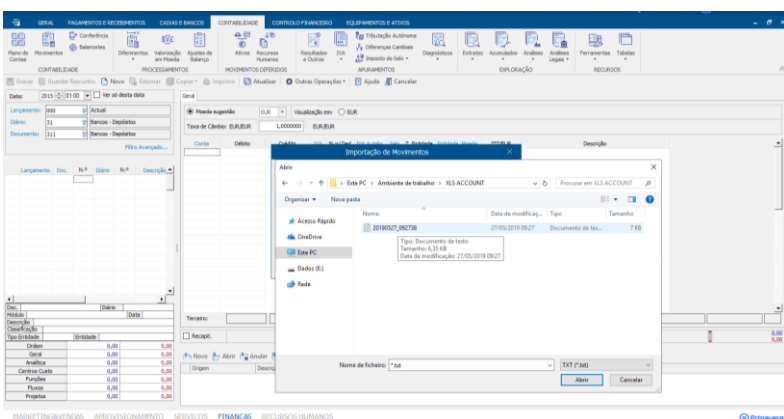 GERAL PAGAMENTOS E RECEBIMENTOS CAIXAS E BANCOS CONTABILIDADE CONTROLO FINANCEIRO EQUIPAMENTOS E ATIVOS
Plano de Contas Movimentos Conferência Balancetes Diferimentos Valorização em Moeda Ajustes de Balanço Ativos Recursos Humanos Resultados e Outros IVA Tributação Autónoma Diferenças Cambiais Imposto do Selo Diagnósticos Extratos Acumulados Análises Análises Legais Ferramentas Tabelas
CONTABILIDADE PROCESSAMENTOS MOVIMENTOS DEFERIDOS APURAMENTOS EXPLORAÇÃO RECURSOS
Gravar Guardar Rascunho Novo Estornar Copiar Imprimir Atualizar Outras Operações Ajuda Cancelar
Data: 2015 01-00 Ver só desta data
Geral
Lançamento: 000 Actual
Moeda sugestão EUR Visualização em: EUR
Diário: 31 Bancos - Depósitos
Taxa de Câmbio: EUR/EUR 1,0000000 EUR/EUR
Documento: 311 Bancos - Depósitos
Conta Débito Descrição
Filtro Avançado...
Importação de Movimentos
Lançamento Doc. N.º Diário N.º Descrição
Abrir
Este PC Ambiente de trabalho XLS ACCOUNT
Procurar em XLS ACCOUNT
Organizar Nova pasta
Nome Data de modificaç... Tipo Tamanho
Acesso Rápido
20190527_092738 27/05/2019 09:27 Documento de tex... 7 KB
OneDrive
Tipo: Documento de texto
Este PC
Tamanho: 6,35 KB
Data de modificação: 27/05/2019 09:27
Dados (E:)
Rede
Doc. Diário
Módulo Data
Descrição
Classificação
Tipo Entidade Entidade
Terceiro:
Recapit.
0,00
0,00
Ordem 0,00 0,00
Geral 0,00 0,00
Analítica 0,00 0,00
Centros Custo 0,00 0,00
Funções 0,00 0,00
Fluxos 0,00 0,00
Projetos 0,00 0,00
Novo Abrir Anular
Origem
Nome de ficheiro: *.txt TXT (*.txt)
Abrir Cancelar
MARKETING&VENDAS APROVISIONAMENTO SERVIÇOS FINANÇAS RECURSOS HUMANOS
Primavera